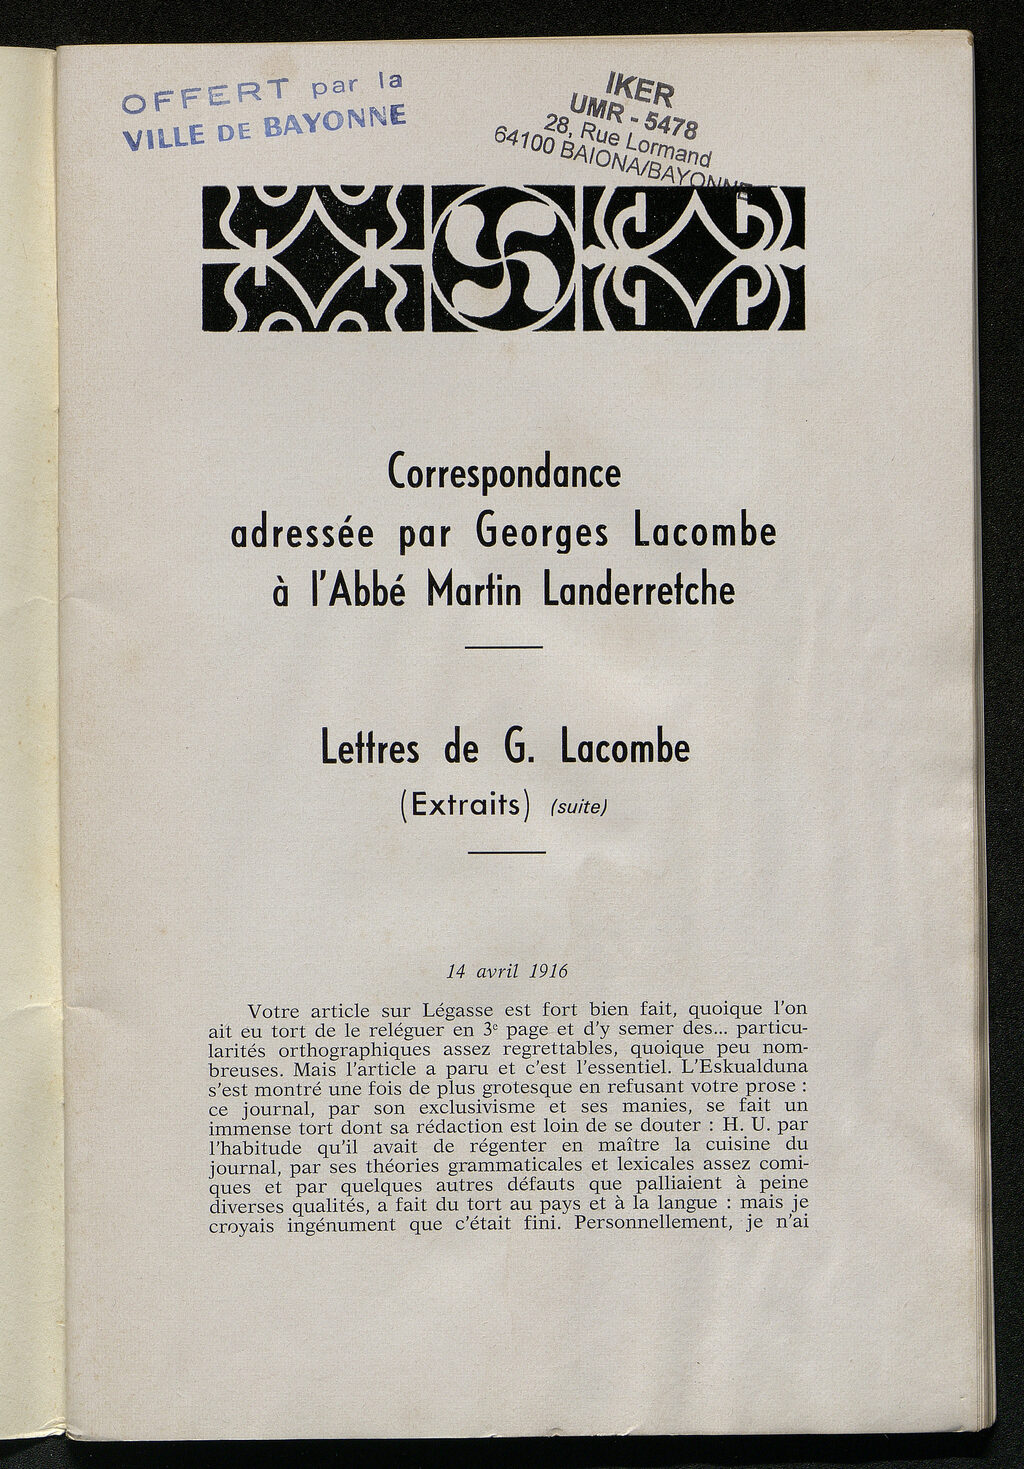 OFFERT par la
VILLE DE BAYONNE
IKER
UMR - 5478
28, Rue Lormand
64100 BAIONA/BAYONNE
Correspondance
adressée par Georges Lacombe
à l'Abbé Martin Landerretche
Lettres de G. Lacombe
(Extraits) (suite)
14 avril 1916
Votre article sur Légasse est fort bien fait, quoique l'on
ait eu tort de le reléguer en 3e page et d'y semer des... particu-
larités orthographiques assez regrettables, quoique peu nom-
breuses. Mais l'article a paru et c'est l'essentiel. L'Eskualduna
s'est montré une fois de plus grotesque en refusant votre prose :
ce journal, par son exclusivisme et ses manies, se fait un
immense tort dont sa rédaction est loin de se douter : H. U. par
l'habitude qu'il avait de régenter en maître la cuisine du
journal, par ses théories grammaticales et lexicales assez comi-
ques et par quelques autres défauts que palliaient à peine
diverses qualités, a fait du tort au pays et à la langue : mais je
croyais ingénument que c'était fini. Personnellement, je n'ai